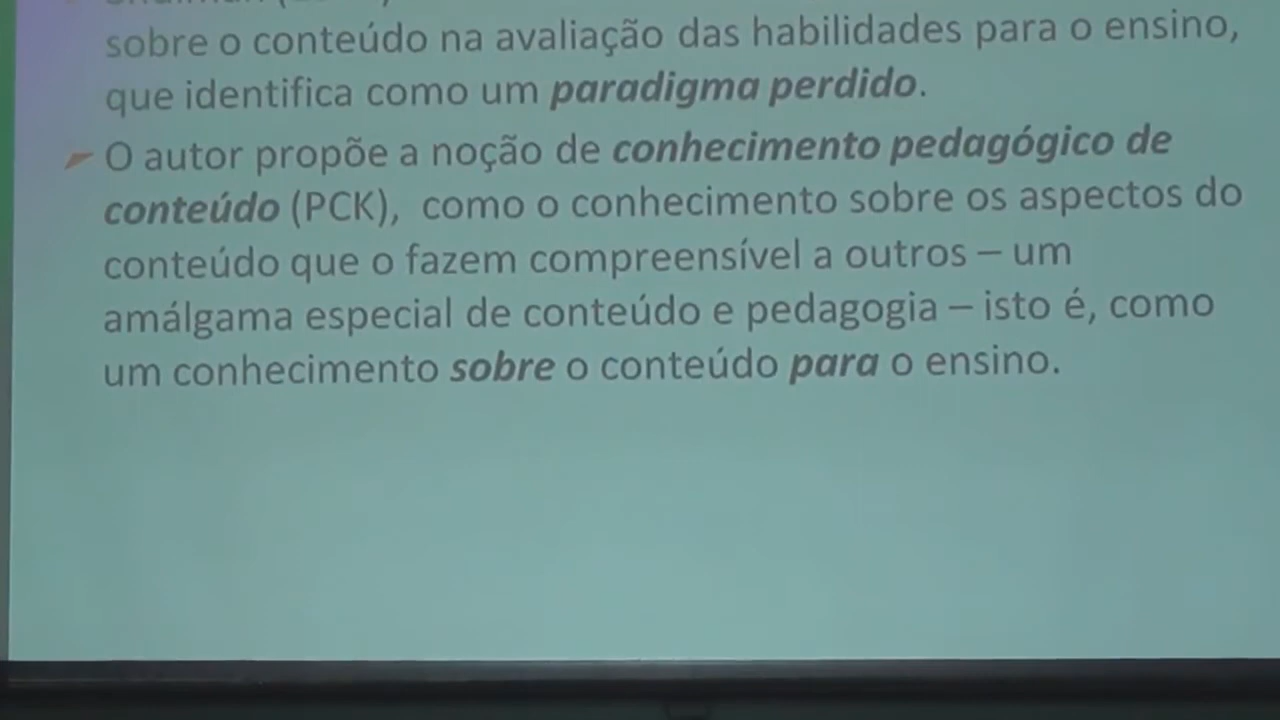 sobre o conteúdo na avaliação das habilidades para o ensino,
que identifica como um paradigma perdido.
O autor propõe a noção de conhecimento pedagógico de
conteúdo (PCK), como o conhecimento sobre os aspectos do
conteúdo que o fazem compreensível a outros – um
amálgama especial de conteúdo e pedagogia – isto é, como
um conhecimento sobre o conteúdo para o ensino.